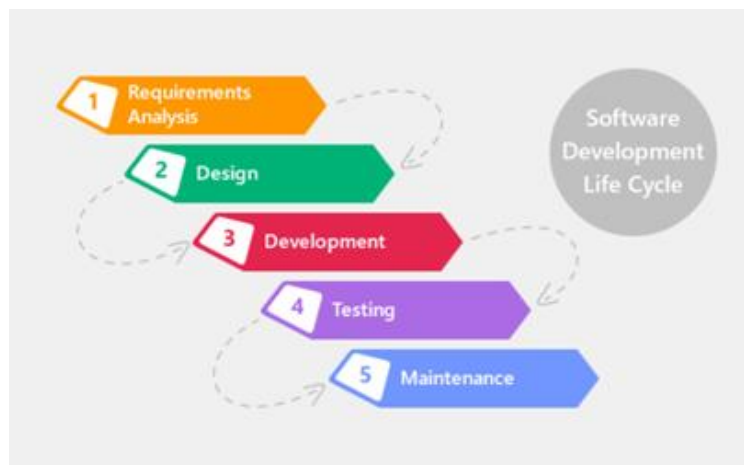 1
Requirements
Analysis
2
Design
3
Development
4
Testing
5
Maintenance
Software
Development
Life Cycle